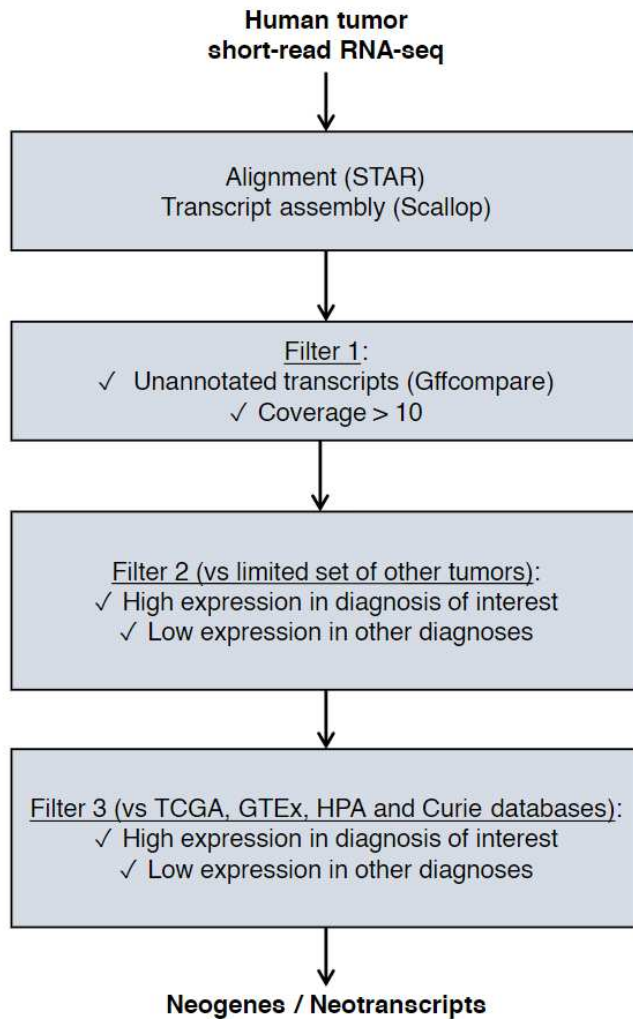 Human tumor
short-read RNA-seq
Alignment (STAR)
Transcript assembly (Scallop)
Filter 1:
✓ Unannotated transcripts (Gffcompare)
✓ Coverage > 10
Filter 2 (vs limited set of other tumors):
✓ High expression in diagnosis of interest
✓ Low expression in other diagnoses
Filter 3 (vs TCGA, GTEx, HPA and Curie databases):
✓ High expression in diagnosis of interest
✓ Low expression in other diagnoses
Neogenes / Neotranscripts